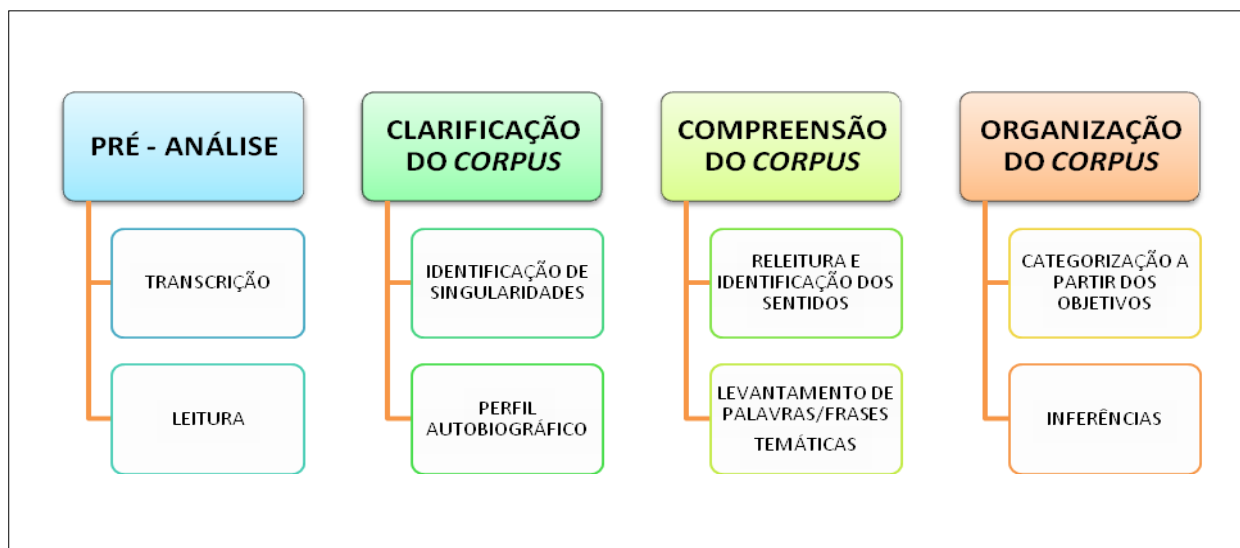 PRÉ - ANÁLISE
TRANSCRIÇÃO
LEITURA
CLARIFICAÇÃO
DO CORPUS
IDENTIFICAÇÃO DE
SINGULARIDADES
PERFIL
AUTOBIOGRÁFICO
COMPREENSÃO
DO CORPUS
RELEITURA E
IDENTIFICAÇÃO DOS
SENTIDOS
LEVANTAMENTO DE
PALAVRAS/FRASES
TEMÁTICAS
ORGANIZAÇÃO
DO CORPUS
CATEGORIZAÇÃO A
PARTIR DOS
OBJETIVOS
INFERÊNCIAS